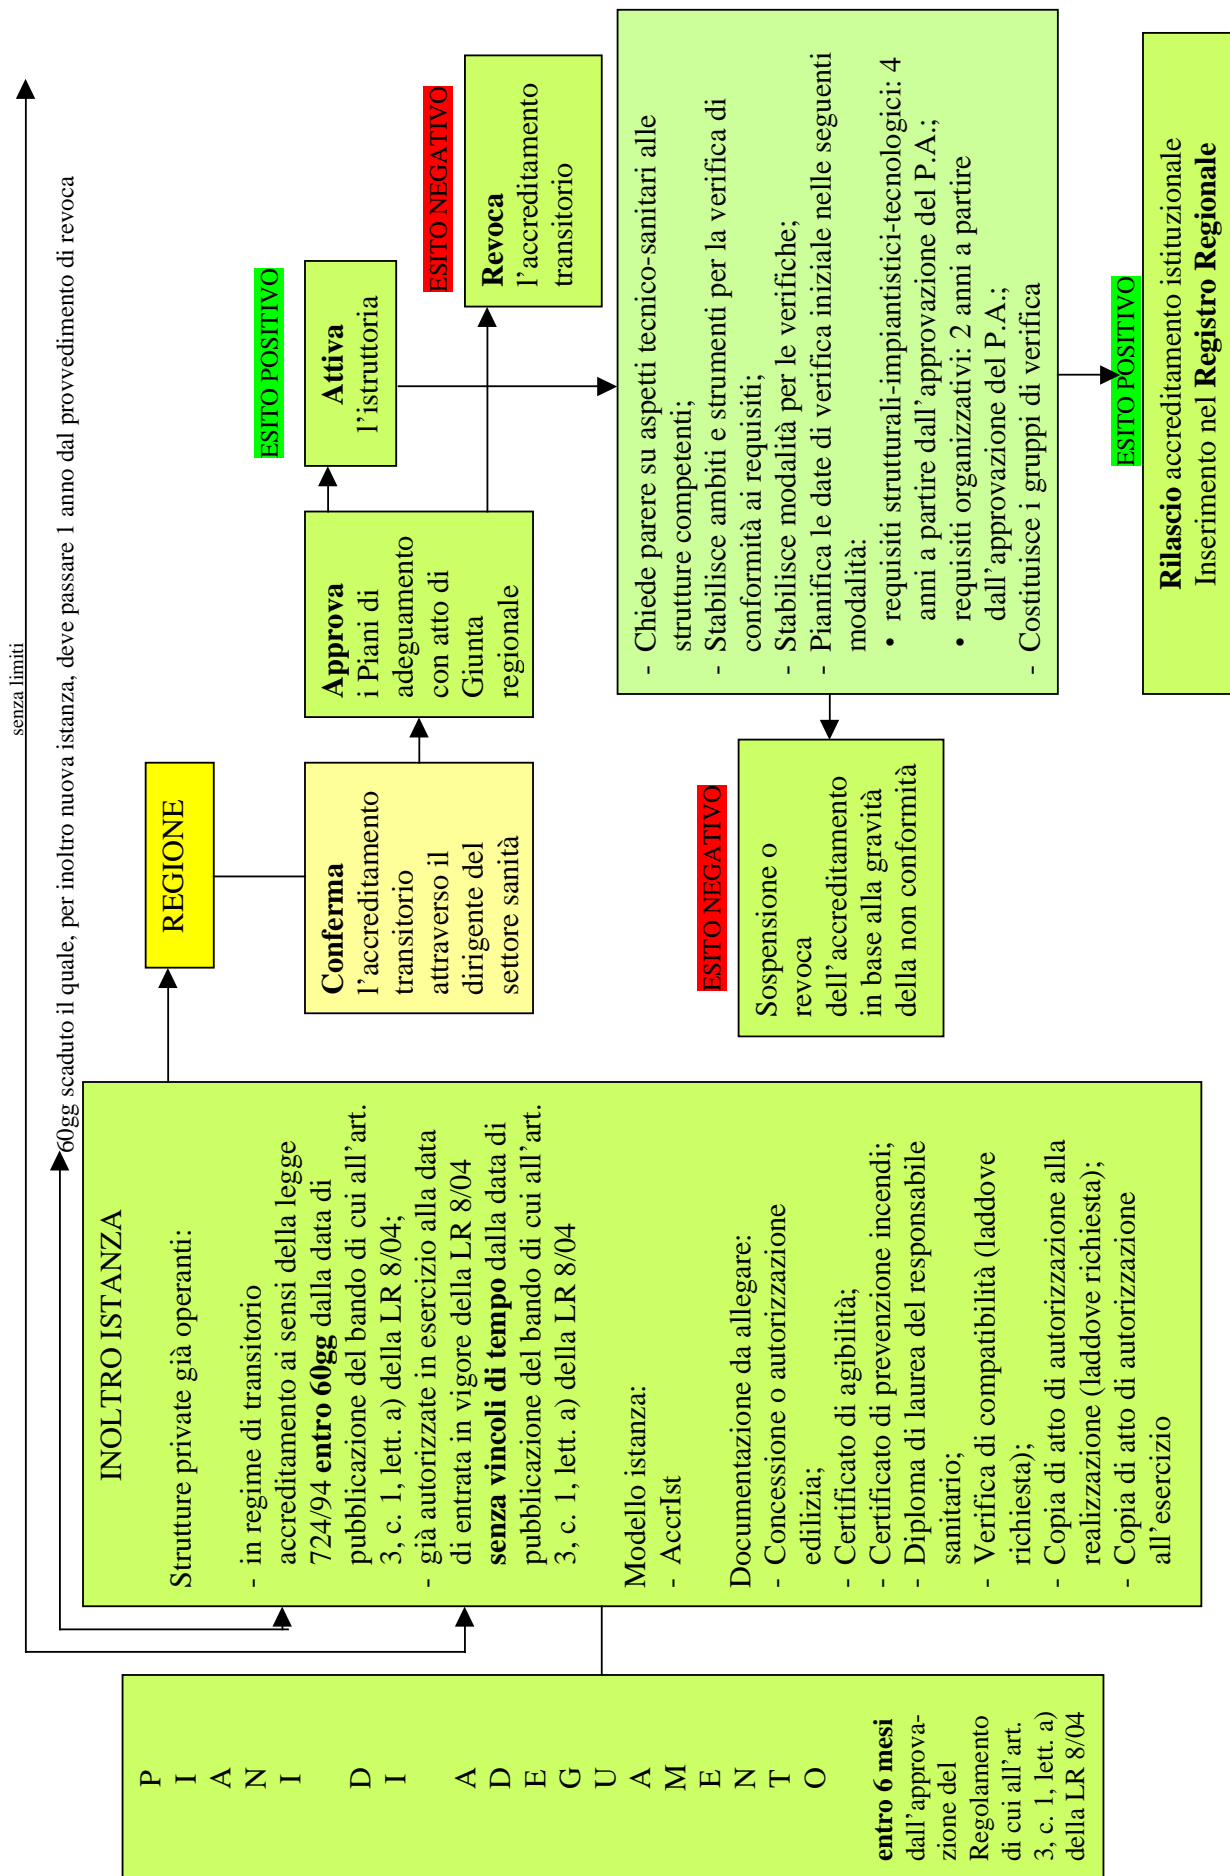 senza limiti
60gg scaduto il quale, per inoltro nuova istanza, deve passare 1 anno dal provvedimento di revoca
P
I
A
N
I
D
I
A
D
E
G
U
A
M
E
N
T
O
entro 6 mesi
dall'approva-
zione del
Regolamento
di cui all'art.
3, c. 1, lett. a)
della LR 8/04
INOLTRO ISTANZA
Strutture private già operanti:
- in regime di transitorio
accreditamento ai sensi della legge
724/94 entro 60gg dalla data di
pubblicazione del bando di cui all'art.
3, c. 1, lett. a) della LR 8/04;
- già autorizzate in esercizio alla data
di entrata in vigore della LR 8/04
senza vincoli di tempo dalla data di
pubblicazione del bando di cui all'art.
3, c. 1, lett. a) della LR 8/04
Modello istanza:
- AccrIst
Documentazione da allegare:
- Concessione o autorizzazione
edilizia;
- Certificato di agibilità;
- Certificato di prevenzione incendi;
- Diploma di laurea del responsabile
sanitario;
- Verifica di compatibilità (laddove
richiesta);
- Copia di atto di autorizzazione alla
realizzazione (laddove richiesta);
- Copia di atto di autorizzazione
all'esercizio
REGIONE
Conferma
l'accreditamento
transitorio
attraverso il
dirigente del
settore sanità
Approva
i Piani di
adeguamento
con atto di
Giunta
regionale
ESITO POSITIVO
Attiva
l'istruttoria
ESITO NEGATIVO
Revoca
l'accreditamento
transitorio
- Chiede parere su aspetti tecnico-sanitari alle
strutture competenti;
- Stabilisce ambiti e strumenti per la verifica di
conformità ai requisiti;
- Stabilisce modalità per le verifiche;
- Pianifica le date di verifica iniziale nelle seguenti
modalità:
• requisiti strutturali-impiantistici-tecnologici: 4
anni a partire dall'approvazione del P.A.;
• requisiti organizzativi: 2 anni a partire
dall'approvazione del P.A.;
- Costituisce i gruppi di verifica
ESITO NEGATIVO
Sospensione o
revoca
dell'accreditamento
in base alla gravità
della non conformità
ESITO POSITIVO
Rilascio accreditamento istituzionale
Inserimento nel Registro Regionale